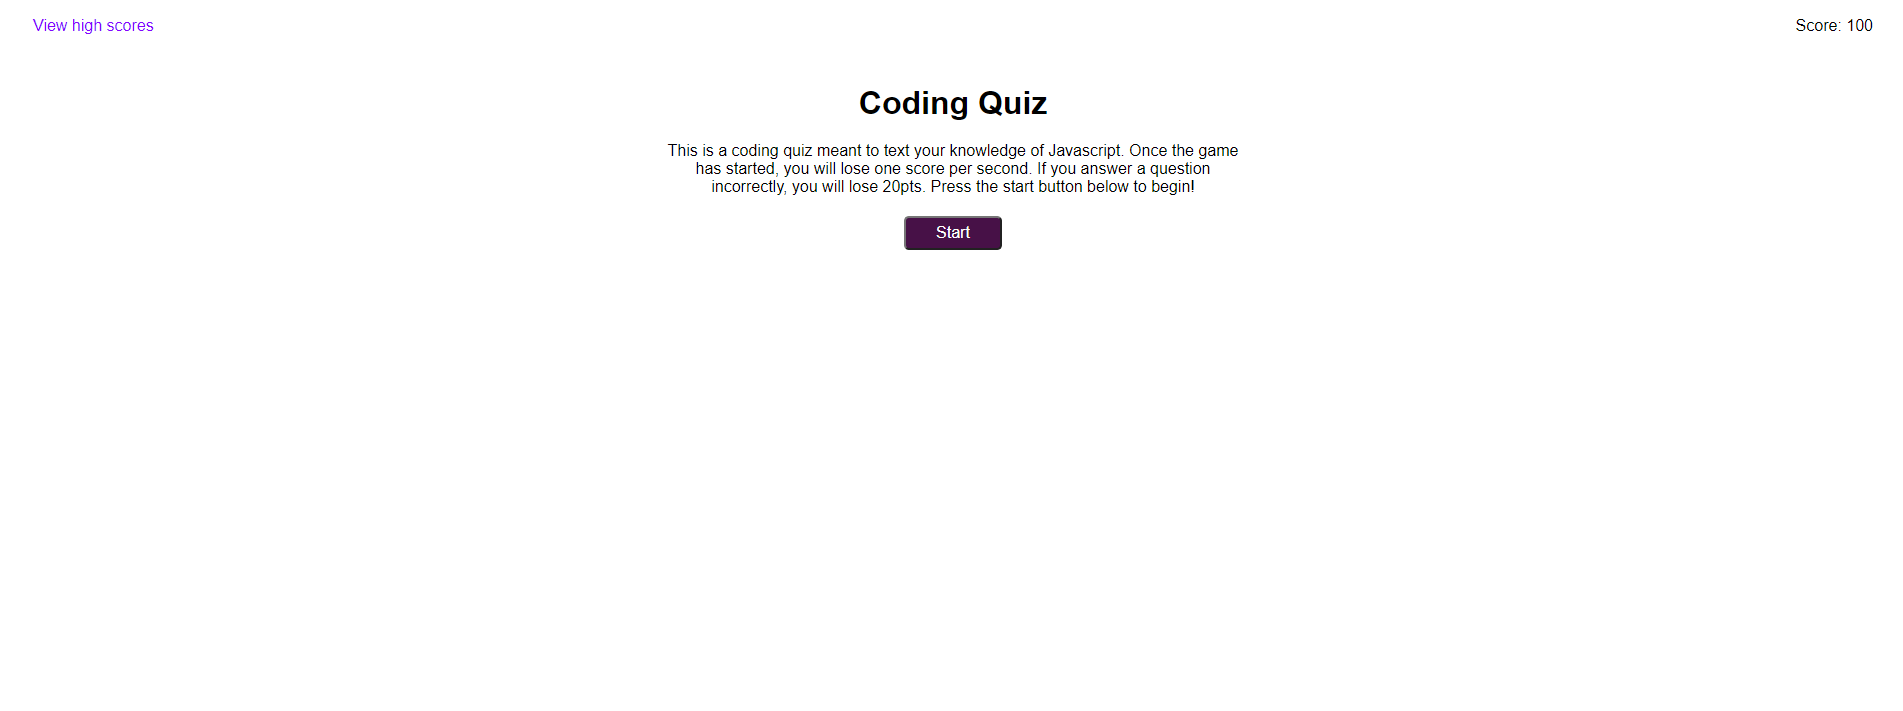 View high scores
Score: 100
Coding Quiz
This is a coding quiz meant to text your knowledge of Javascript. Once the game
has started, you will lose one score per second. If you answer a question
incorrectly, you will lose 20pts. Press the start button below to begin!
Start